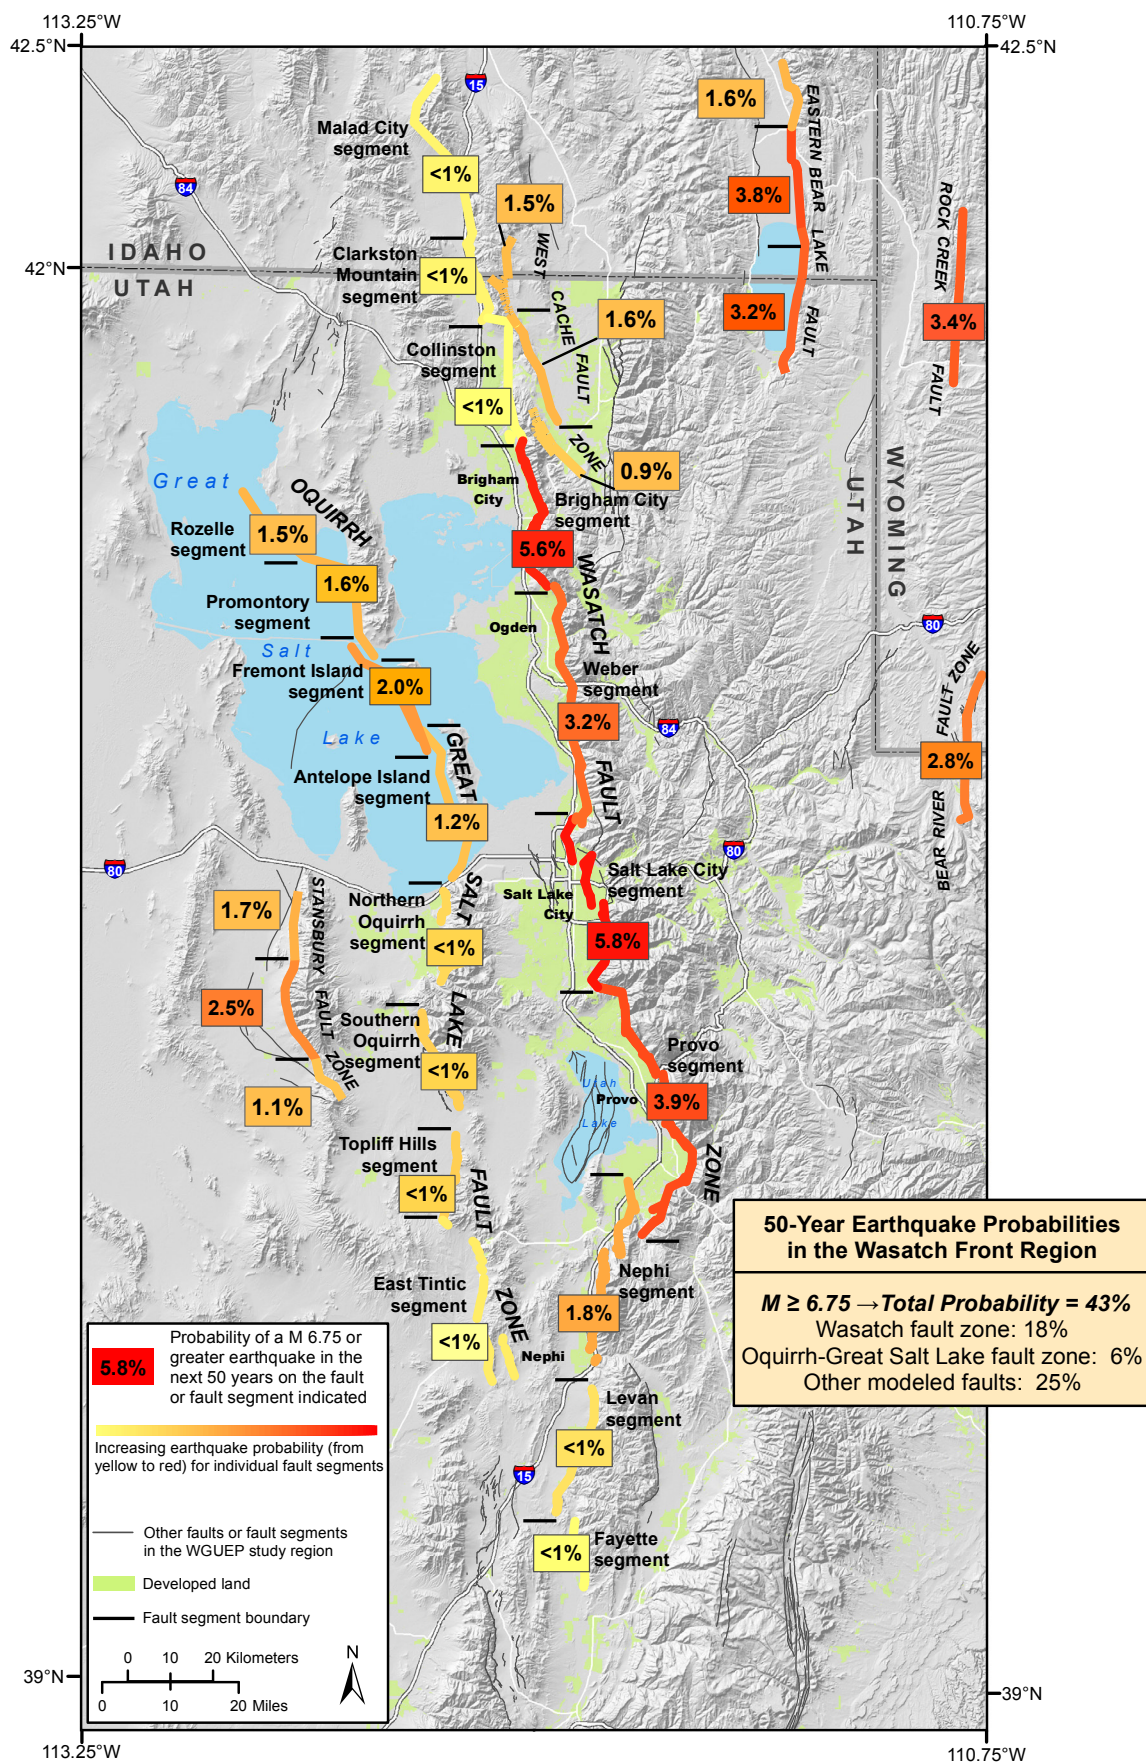 113.25°W
110.75°W
42.5°N
42.5°N
15
1.6%
EASTERN BEAR LAKE FAULT
Malad City
segment
84
<1%
1.5%
3.8%
ROCK CREEK FAULT
WEST CACHE FAULT ZONE
IDAHO
42°N
UTAH
Clarkston
Mountain
segment
<1%
3.2%
3.4%
1.6%
Collinston
segment
<1%
0.9%
Brigham
City
Brigham City
segment
UTAH
WYOMING
Great
Salt
Lake
OQUIRRH
GREAT
SALT
LAKE
FAULT
ZONE
Rozelle
segment
1.5%
5.6%
WASATCH
FAULT
ZONE
1.6%
Promontory
segment
Ogden
80
Fremont Island
segment
2.0%
Weber
segment
3.2%
84
BEAR RIVER FAULT ZONE
2.8%
Antelope Island
segment
1.2%
80
80
Salt Lake City
segment
Salt Lake
City
1.7%
STANSBURY FAULT ZONE
Northern
Oquirrh
segment
<1%
5.8%
2.5%
Southern
Oquirrh
segment
<1%
Provo
segment
Utah
Lake
Provo
3.9%
1.1%
Topliff Hills
segment
<1%
50-Year Earthquake Probabilities
in the Wasatch Front Region
M ≥ 6.75 →Total Probability = 43%
Wasatch fault zone: 18%
Oquirrh-Great Salt Lake fault zone: 6%
Other modeled faults: 25%
East Tintic
segment
<1%
Nephi
segment
1.8%
Nephi
Levan
segment
<1%
15
Fayette
segment
<1%
5.8%
Probability of a M 6.75 or
greater earthquake in the
next 50 years on the fault
or fault segment indicated
Increasing earthquake probability (from
yellow to red) for individual fault segments
Other faults or fault segments
in the WGUEP study region
Developed land
Fault segment boundary
0 10 20 Kilometers
0 10 20 Miles
N
39°N
39°N
113.25°W
110.75°W